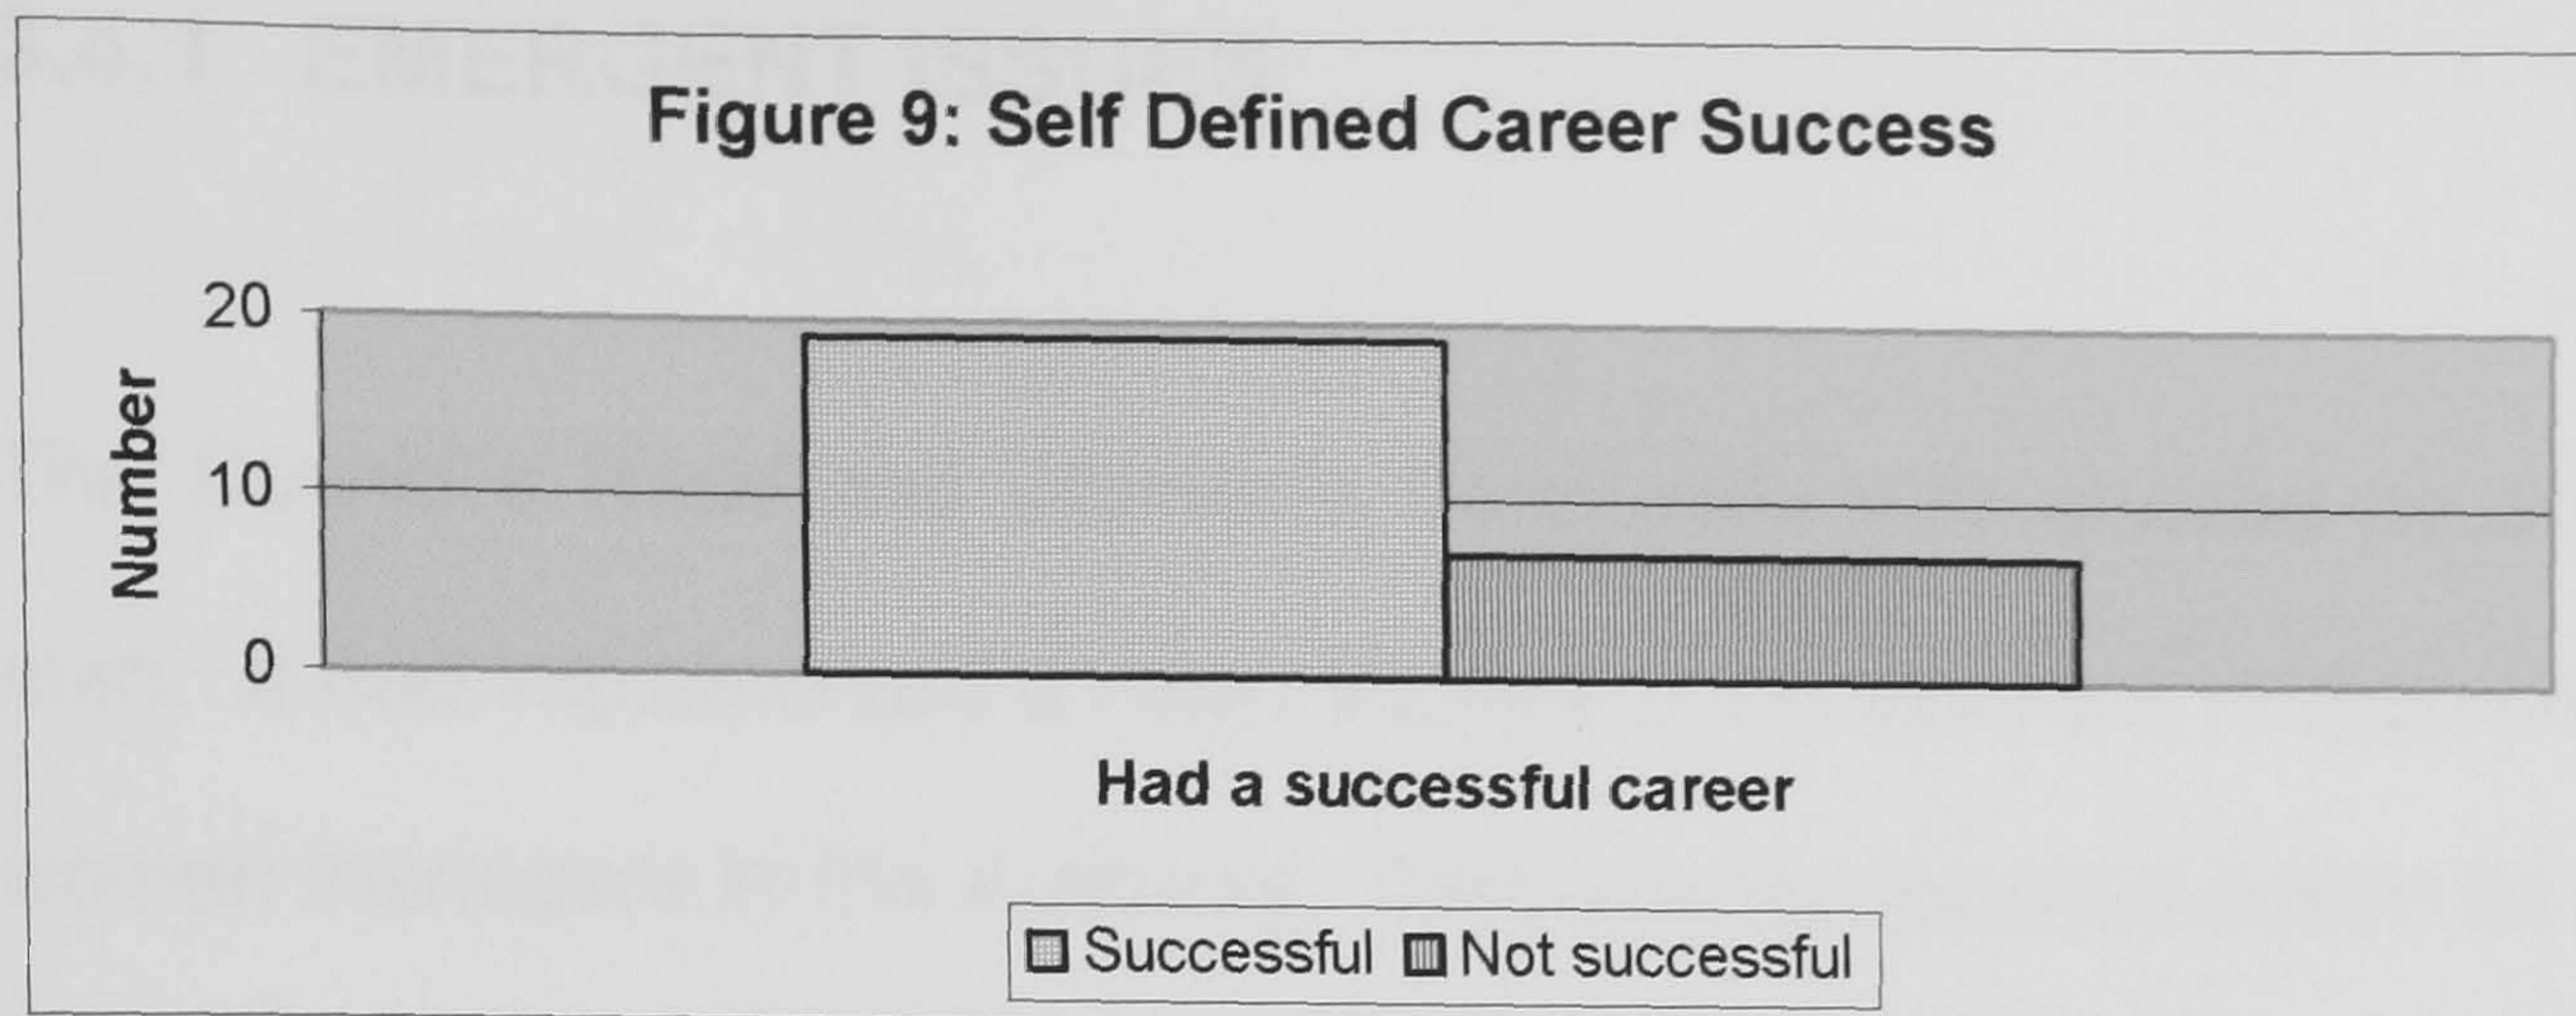 Figure 9: Self Defined Career Success
20
10
0
Number
Had a successful career
Successful
Not successful